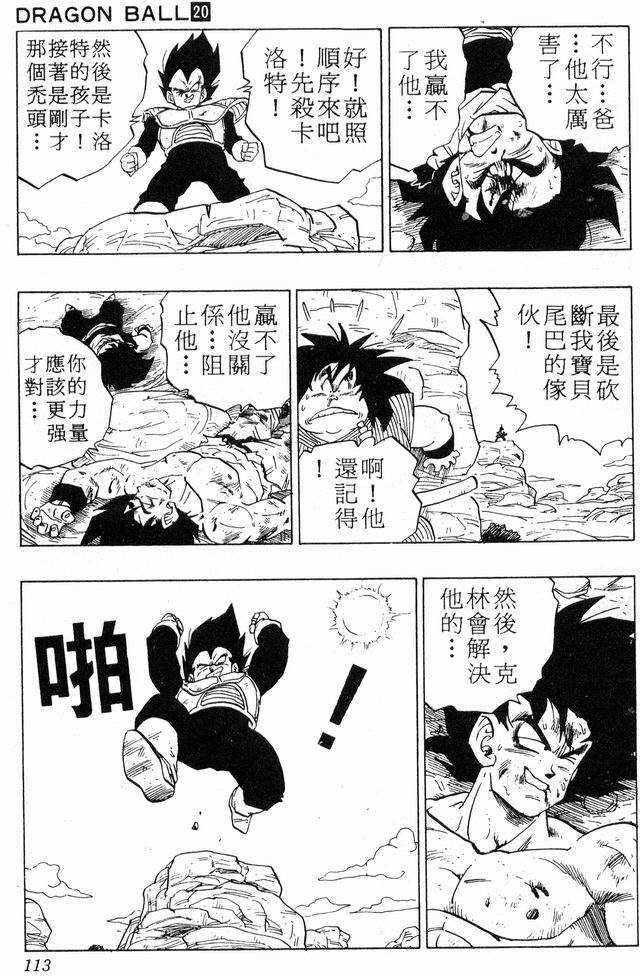 DRAGON BALL 20
不行…爸
…他太厲
害了…
我贏不
了他…
好！就照
順序來吧
！先殺卡
洛特！
然後是卡洛
特的孩子！
接著是剛才
那個禿頭…
最後是砍
斷我寶貝
尾巴的傢
伙！
啊！他
還記得
！
贏不了
他沒關
係…阻
止他…
你的力量
應該更强
才對…
然後，克
林會解決
他的…
！
啪
113